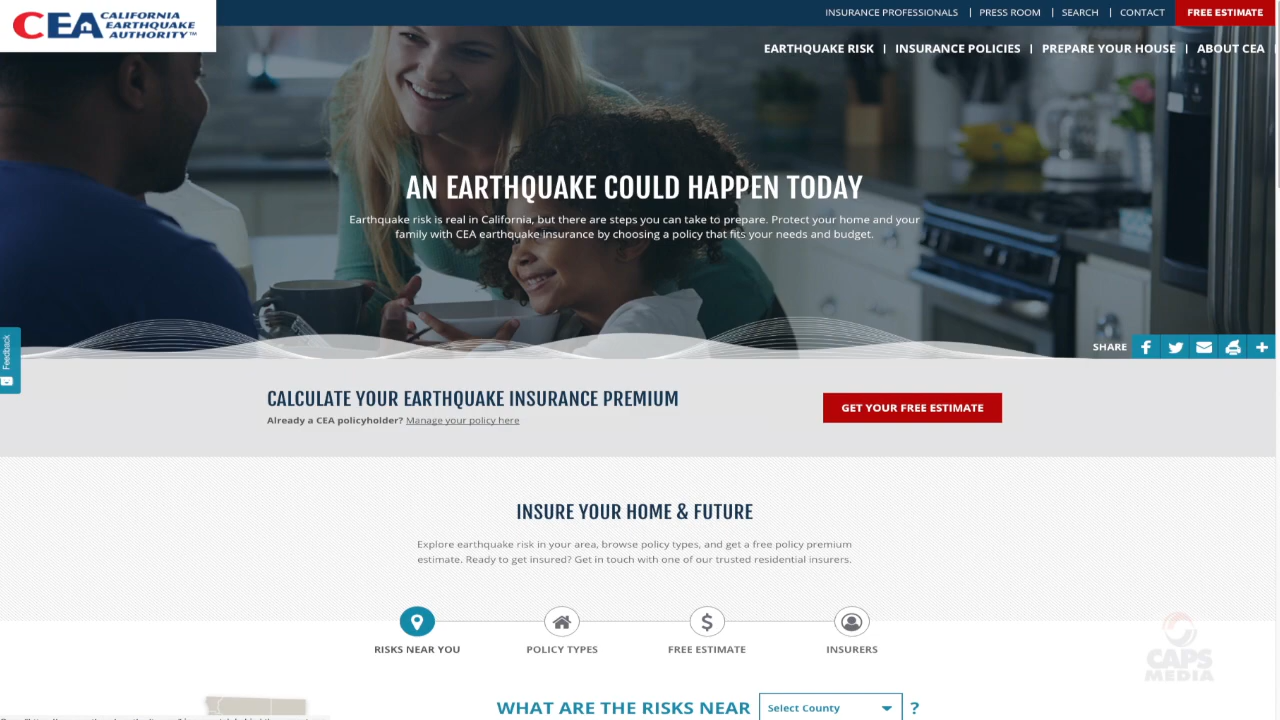 CEA CALIFORNIA
EARTHQUAKE
AUTHORITY™
INSURANCE PROFESSIONALS | PRESS ROOM | SEARCH | CONTACT FREE ESTIMATE
EARTHQUAKE RISK | INSURANCE POLICIES | PREPARE YOUR HOUSE | ABOUT CEA
AN EARTHQUAKE COULD HAPPEN TODAY
Earthquake risk is real in California, but there are steps you can take to prepare. Protect your home and your
family with CEA earthquake insurance by choosing a policy that fits your needs and budget.
Feedback
SHARE
CALCULATE YOUR EARTHQUAKE INSURANCE PREMIUM
Already a CEA policyholder? Manage your policy here
GET YOUR FREE ESTIMATE
INSURE YOUR HOME & FUTURE
Explore earthquake risk in your area, browse policy types, and get a free policy premium
estimate. Ready to get insured? Get in touch with one of our trusted residential insurers.
RISKS NEAR YOU POLICY TYPES FREE ESTIMATE INSURERS
CAPS
MEDIA
WHAT ARE THE RISKS NEAR Select County ?